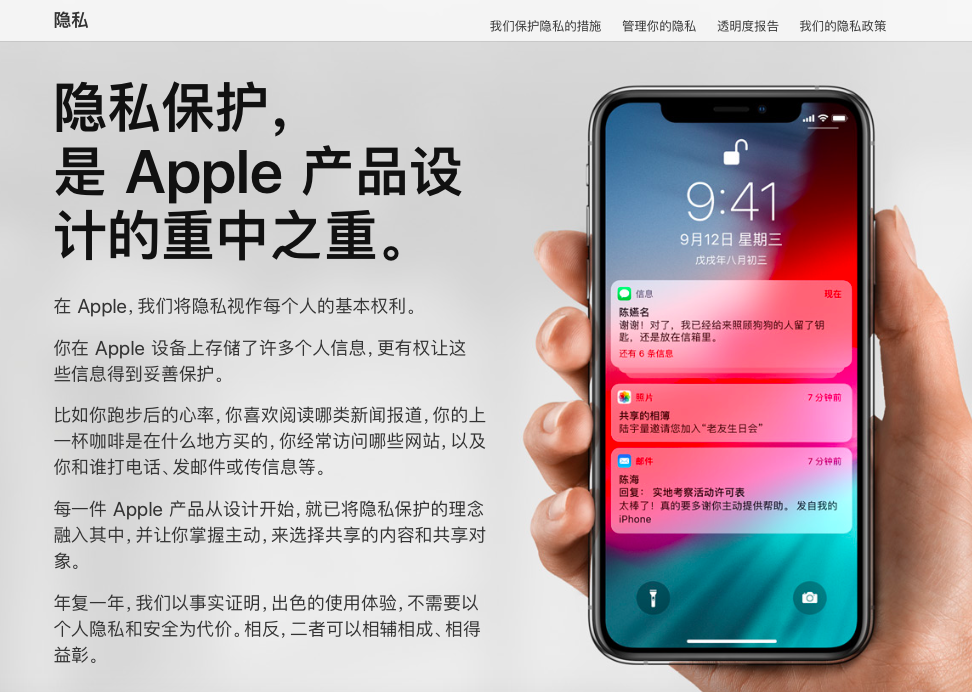 隐私
我们保护隐私的措施 管理你的隐私 透明度报告 我们的隐私政策
隐私保护，
是 Apple 产品设
计的重中之重。
在 Apple，我们将隐私视作每个人的基本权利。
你在 Apple 设备上存储了许多个人信息，更有权让这
些信息得到妥善保护。
比如你跑步后的心率，你喜欢阅读哪类新闻报道，你的上
一杯咖啡是在什么地方买的，你经常访问哪些网站，以及
你和谁打电话、发邮件或传信息等。
每一件 Apple 产品从设计开始，就已将隐私保护的理念
融入其中，并让你掌握主动，来选择共享的内容和共享对
象。
年复一年，我们以事实证明，出色的使用体验，不需要以
个人隐私和安全为代价。相反，二者可以相辅相成、相得
益彰。
9:41
9月12日 星期三
戊戌年八月初三
信息 现在
陈嬿名
谢谢！对了，我已经给来照顾狗狗的人留了钥
匙，还是放在信箱里。
还有 6 条信息
照片 7 分钟前
共享的相簿
陆宇量邀请您加入“老友生日会”
邮件 7 分钟前
陈海
回复： 实地考察活动许可表
太棒了！真的要多谢你主动提供帮助。 发自我的
iPhone